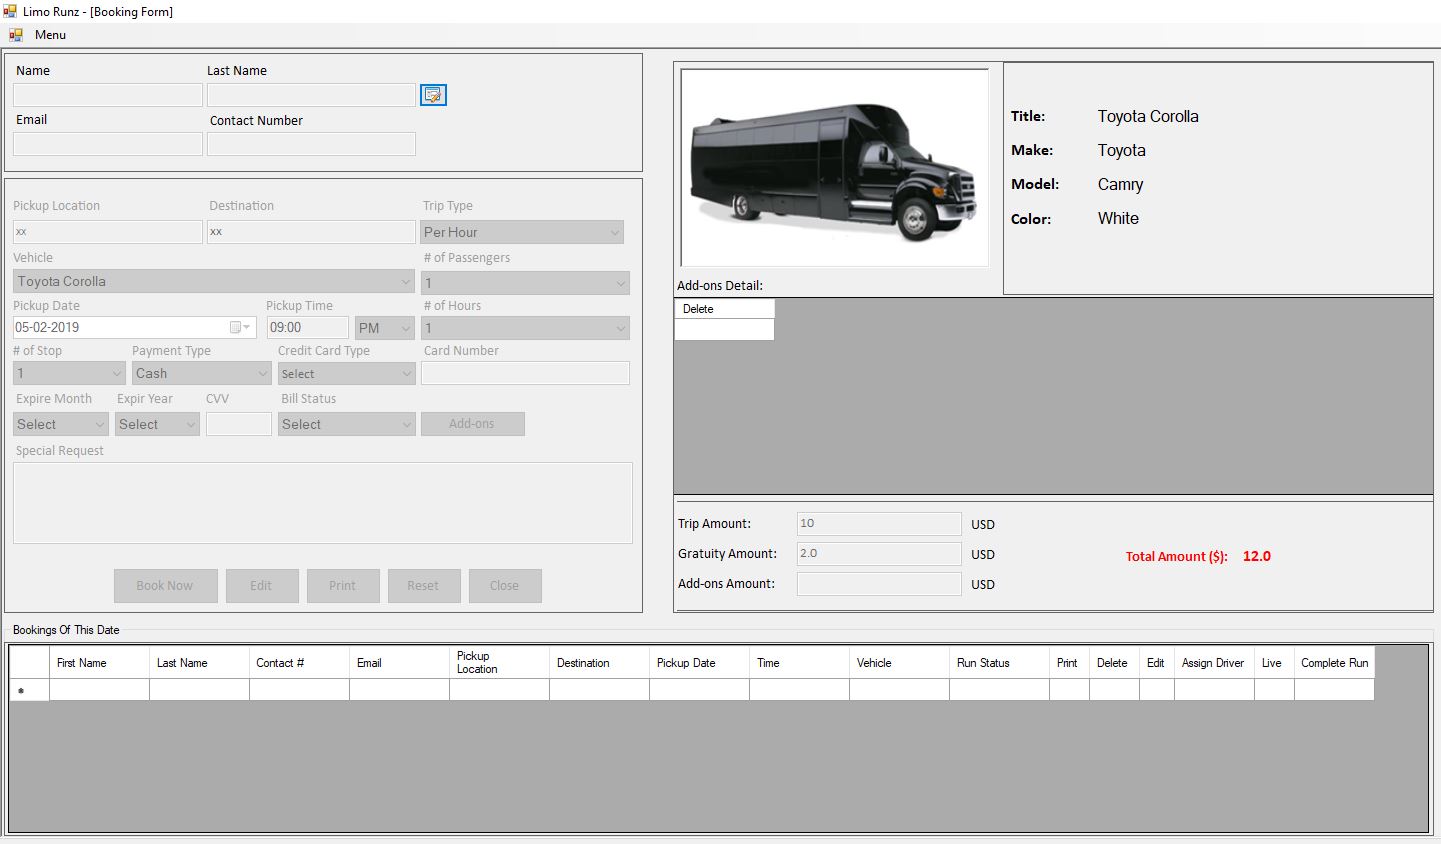 Limo Runz - [Booking Form]
Menu
Name Last Name
Email Contact Number
Pickup Location Destination Trip Type
xx xx Per Hour
Vehicle # of Passengers
Toyota Corolla 1
Pickup Date Pickup Time # of Hours
05-02-2019 09:00 PM 1
# of Stop Payment Type Credit Card Type Card Number
1 Cash Select
Expire Month Expir Year CVV Bill Status
Select Select Select Add-ons
Special Request
Book Now Edit Print Reset Close
Title: Toyota Corolla
Make: Toyota
Model: Camry
Color: White
Add-ons Detail:
Delete
Trip Amount: 10 USD
Gratuity Amount: 2.0 USD Total Amount ($): 12.0
Add-ons Amount: USD
Bookings Of This Date
First Name Last Name Contact # Email Pickup Location Destination Pickup Date Time Vehicle Run Status Print Delete Edit Assign Driver Live Complete Run
*